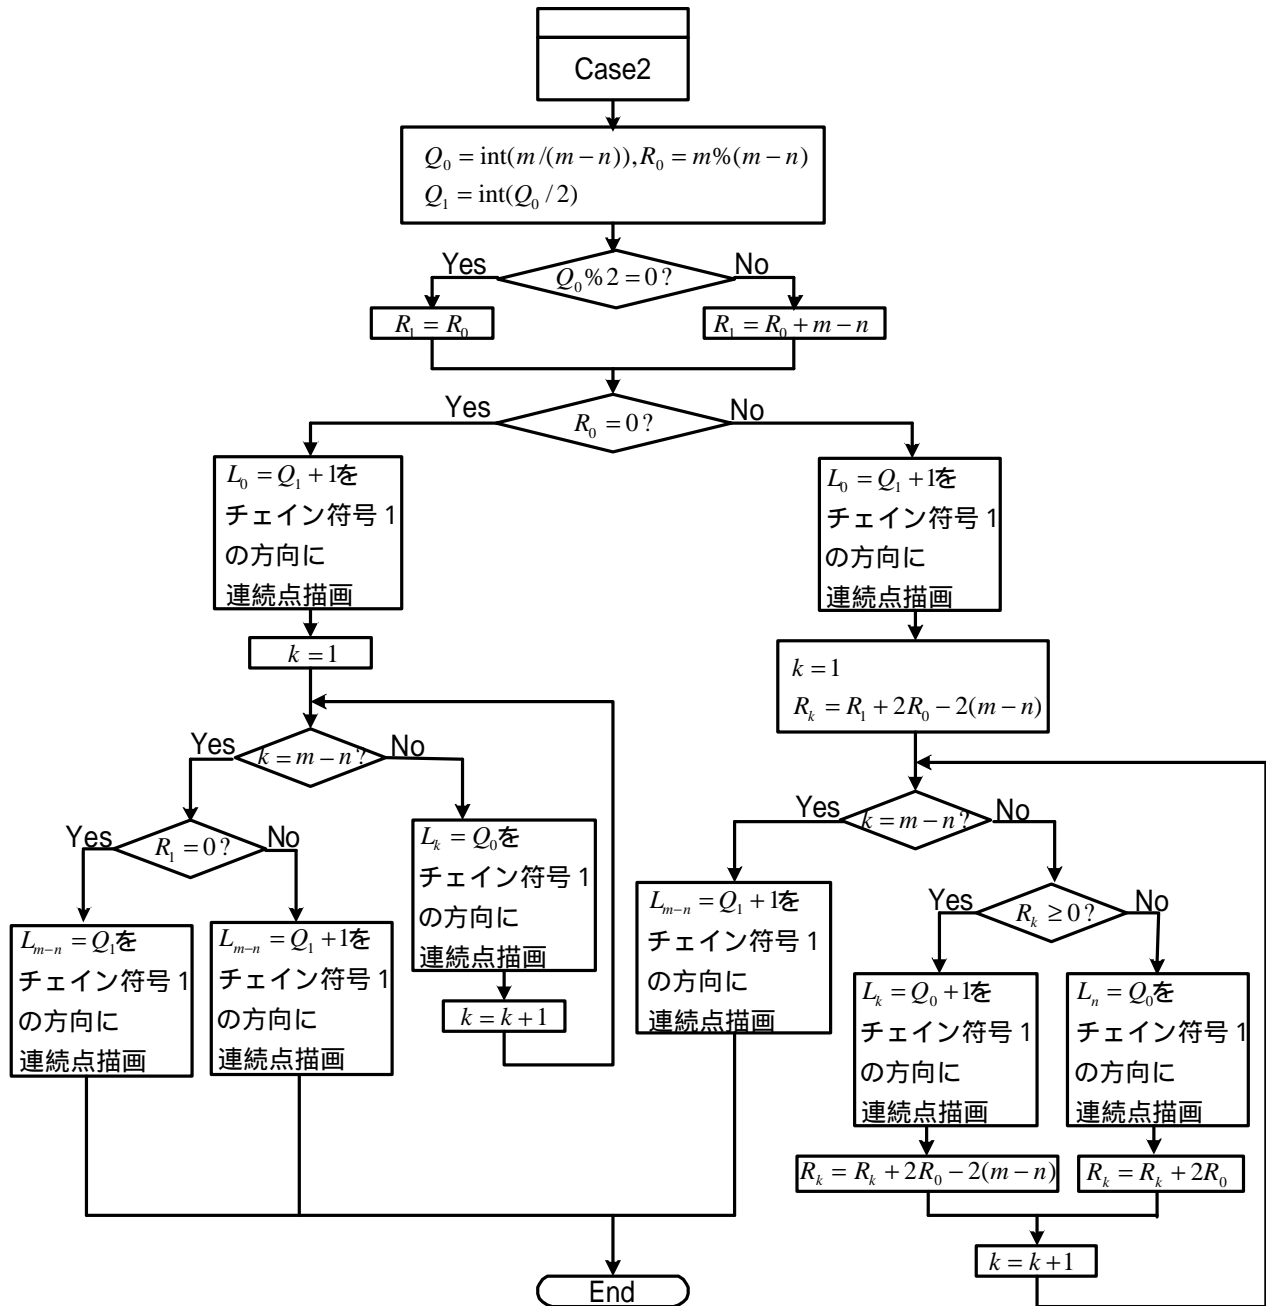 Case2
Q₀ = int(m/(m−n)), R₀ = m%(m−n)
Q₁ = int(Q₀/2)
Yes
Q₀%2 = 0?
No
R₁ = R₀
R₁ = R₀ + m − n
Yes
R₀ = 0?
No
L₀ = Q₁ + 1を
チェイン符号1
の方向に
連続点描画
L₀ = Q₁ + 1を
チェイン符号1
の方向に
連続点描画
k = 1
k = 1
R_k = R₁ + 2R₀ − 2(m−n)
Yes
k = m − n?
No
Yes
k = m − n?
No
Yes
R₁ = 0?
No
L_k = Q₀を
チェイン符号1
の方向に
連続点描画
k = k + 1
L_{m−n} = Q₁を
チェイン符号1
の方向に
連続点描画
L_{m−n} = Q₁ + 1を
チェイン符号1
の方向に
連続点描画
L_{m−n} = Q₁ + 1を
チェイン符号1
の方向に
連続点描画
Yes
R_k ≥ 0?
No
L_k = Q₀ + 1を
チェイン符号1
の方向に
連続点描画
L_n = Q₀を
チェイン符号1
の方向に
連続点描画
R_k = R_k + 2R₀ − 2(m−n)
R_k = R_k + 2R₀
k = k + 1
End